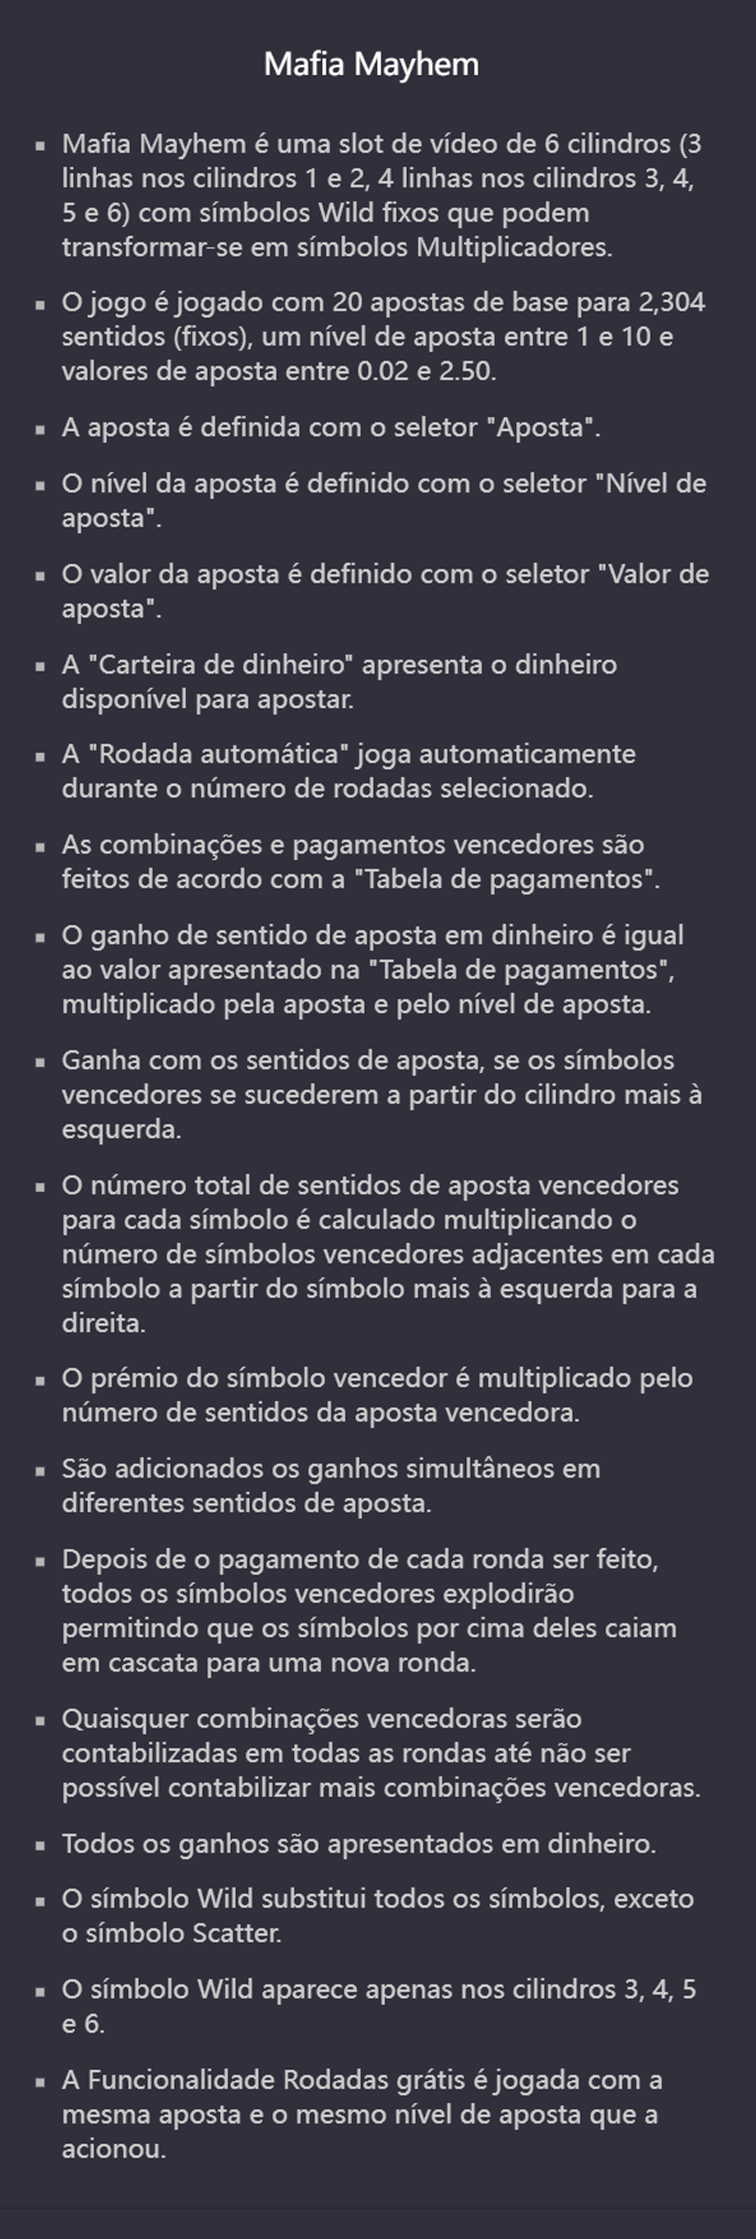 Mafia Mayhem
▪ Mafia Mayhem é uma slot de vídeo de 6 cilindros (3
linhas nos cilindros 1 e 2, 4 linhas nos cilindros 3, 4,
5 e 6) com símbolos Wild fixos que podem
transformar-se em símbolos Multiplicadores.
▪ O jogo é jogado com 20 apostas de base para 2,304
sentidos (fixos), um nível de aposta entre 1 e 10 e
valores de aposta entre 0.02 e 2.50.
▪ A aposta é definida com o seletor "Aposta".
▪ O nível da aposta é definido com o seletor "Nível de
aposta".
▪ O valor da aposta é definido com o seletor "Valor de
aposta".
▪ A "Carteira de dinheiro" apresenta o dinheiro
disponível para apostar.
▪ A "Rodada automática" joga automaticamente
durante o número de rodadas selecionado.
▪ As combinações e pagamentos vencedores são
feitos de acordo com a "Tabela de pagamentos".
▪ O ganho de sentido de aposta em dinheiro é igual
ao valor apresentado na "Tabela de pagamentos",
multiplicado pela aposta e pelo nível de aposta.
▪ Ganha com os sentidos de aposta, se os símbolos
vencedores se sucederem a partir do cilindro mais à
esquerda.
▪ O número total de sentidos de aposta vencedores
para cada símbolo é calculado multiplicando o
número de símbolos vencedores adjacentes em cada
símbolo a partir do símbolo mais à esquerda para a
direita.
▪ O prémio do símbolo vencedor é multiplicado pelo
número de sentidos da aposta vencedora.
▪ São adicionados os ganhos simultâneos em
diferentes sentidos de aposta.
▪ Depois de o pagamento de cada ronda ser feito,
todos os símbolos vencedores explodirão
permitindo que os símbolos por cima deles caiam
em cascata para uma nova ronda.
▪ Quaisquer combinações vencedoras serão
contabilizadas em todas as rondas até não ser
possível contabilizar mais combinações vencedoras.
▪ Todos os ganhos são apresentados em dinheiro.
▪ O símbolo Wild substitui todos os símbolos, exceto
o símbolo Scatter.
▪ O símbolo Wild aparece apenas nos cilindros 3, 4, 5
e 6.
▪ A Funcionalidade Rodadas grátis é jogada com a
mesma aposta e o mesmo nível de aposta que a
acionou.